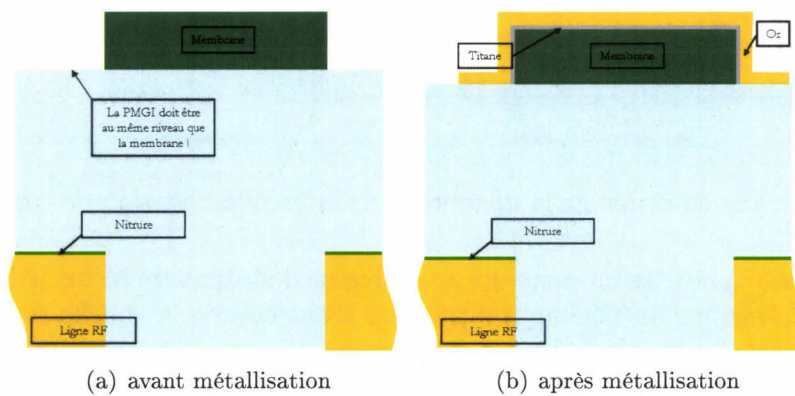 Membrane
La PMGI doit être
au même niveau que
la membrane !
Nitrure
Ligne RF
(a) avant métallisation
Titane
Membrane
Or
Nitrure
Ligne RF
(b) après métallisation